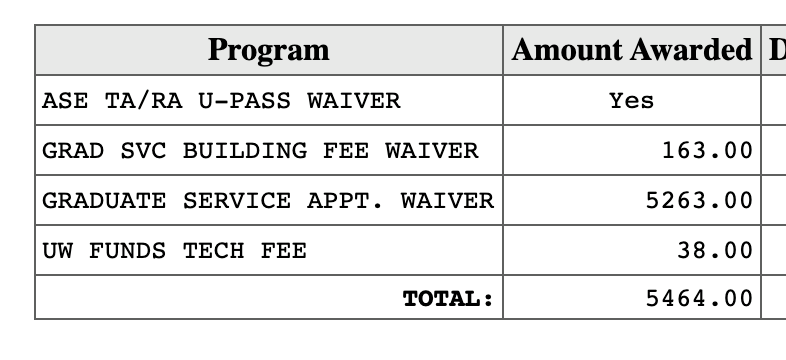 Program Amount Awarded D
ASE TA/RA U-PASS WAIVER Yes
GRAD SVC BUILDING FEE WAIVER 163.00
GRADUATE SERVICE APPT. WAIVER 5263.00
UW FUNDS TECH FEE 38.00
TOTAL: 5464.00